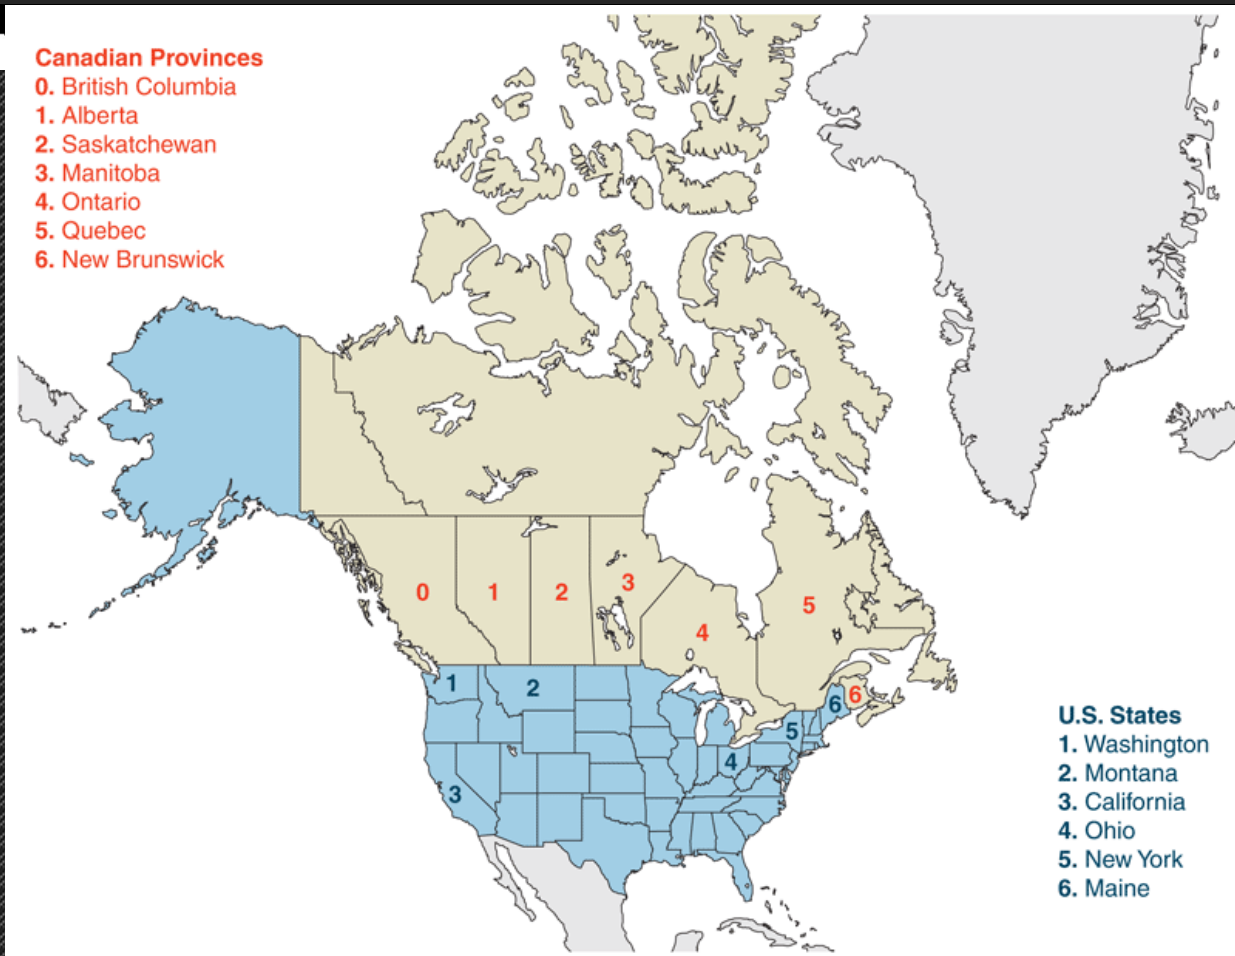 Canadian Provinces
0. British Columbia
1. Alberta
2. Saskatchewan
3. Manitoba
4. Ontario
5. Quebec
6. New Brunswick
0
1
2
3
4
5
6
1
2
3
4
5
6
U.S. States
1. Washington
2. Montana
3. California
4. Ohio
5. New York
6. Maine